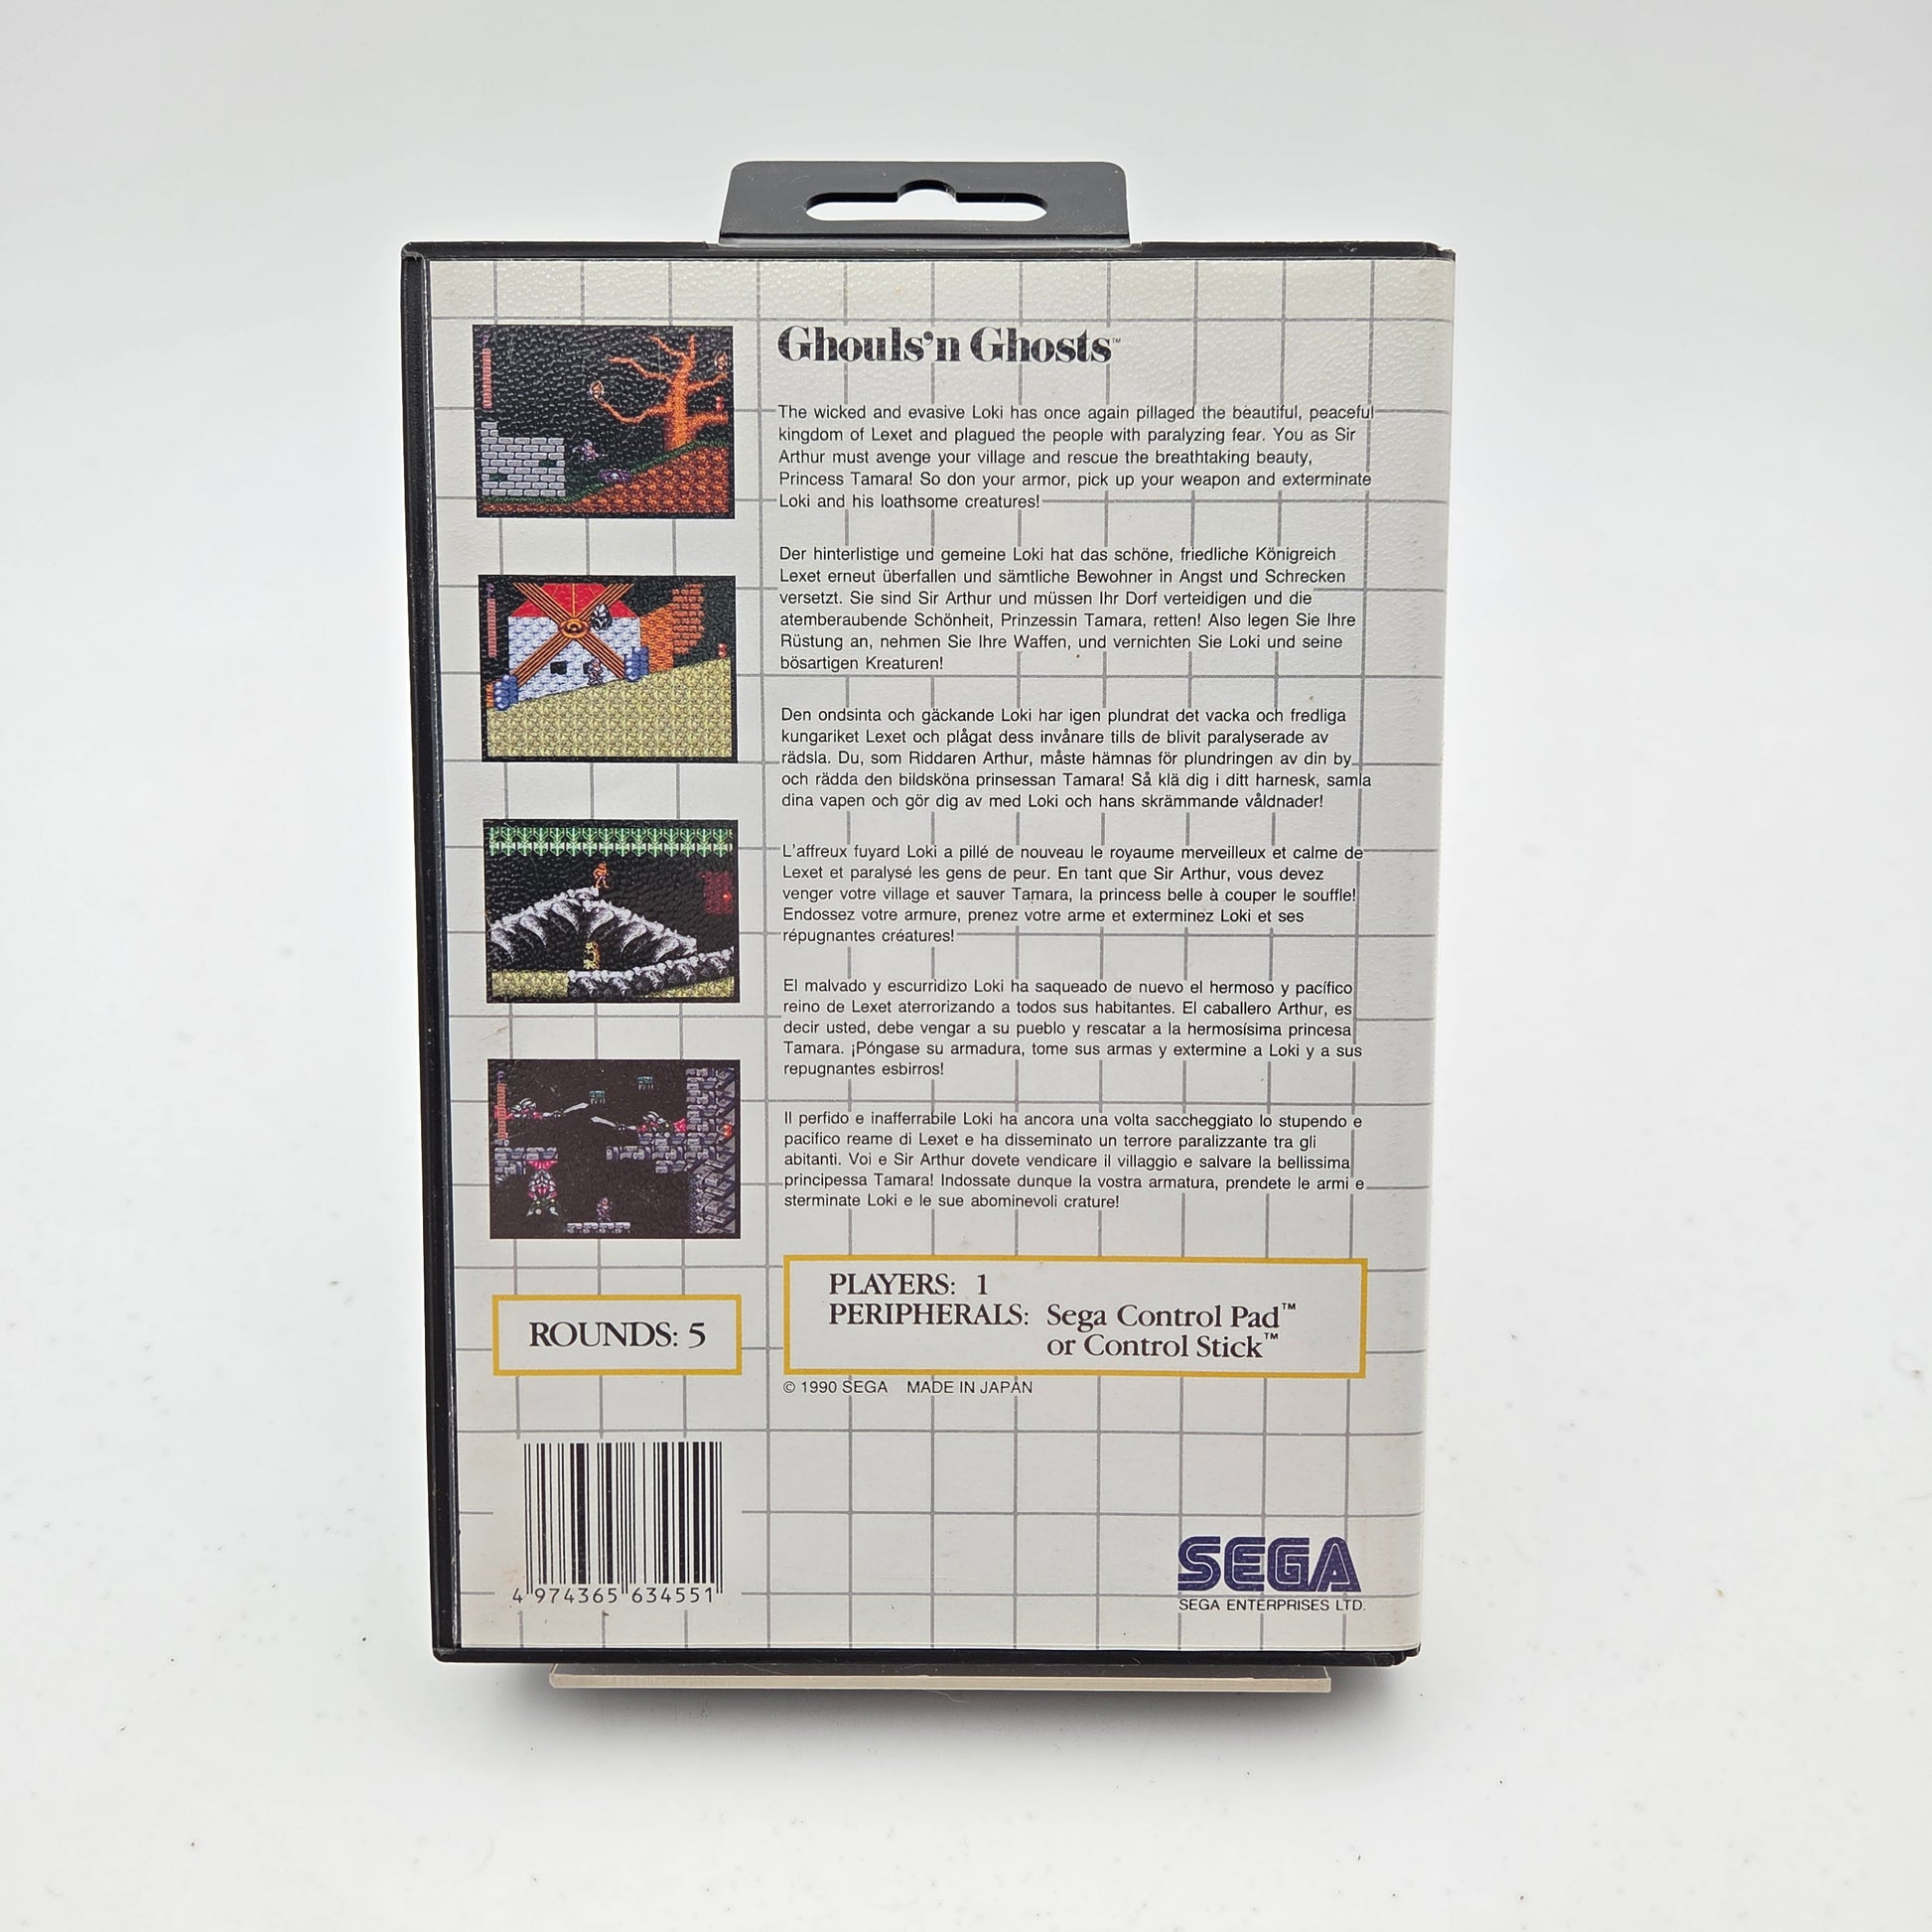 Ghouls'n Ghosts™
The wicked and evasive Loki has once again pillaged the beautiful, peaceful
kingdom of Lexet and plagued the people with paralyzing fear. You as Sir
Arthur must avenge your village and rescue the breathtaking beauty,
Princess Tamara! So don your armor, pick up your weapon and exterminate
Loki and his loathsome creatures!
Der hinterlistige und gemeine Loki hat das schöne, friedliche Königreich
Lexet erneut überfallen und sämtliche Bewohner in Angst und Schrecken
versetzt. Sie sind Sir Arthur und müssen Ihr Dorf verteidigen und die
atemberaubende Schönheit, Prinzessin Tamara, retten! Also legen Sie Ihre
Rüstung an, nehmen Sie Ihre Waffen, und vernichten Sie Loki und seine
bösartigen Kreaturen!
Den ondsinta och gäckande Loki har igen plundrat det vacka och fredliga
kungariket Lexet och plågat dess invånare tills de blivit paralyserade av
rädsla. Du, som Riddaren Arthur, måste hämnas för plundringen av din by
och rädda den bildsköna prinsessan Tamara! Så klä dig i ditt harnesk, samla
dina vapen och gör dig av med Loki och hans skrämmande våldnader!
L'affreux fuyard Loki a pillé de nouveau le royaume merveilleux et calme de
Lexet et paralysé les gens de peur. En tant que Sir Arthur, vous devez
venger votre village et sauver Tamara, la princess belle à couper le souffle!
Endossez votre armure, prenez votre arme et exterminez Loki et ses
répugnantes créatures!
El malvado y escurridizo Loki ha saqueado de nuevo el hermoso y pacífico
reino de Lexet aterrorizando a todos sus habitantes. El caballero Arthur, es
decir usted, debe vengar a su pueblo y rescatar a la hermosísima princesa
Tamara. ¡Póngase su armadura, tome sus armas y extermine a Loki y a sus
repugnantes esbirros!
Il perfido e inafferrabile Loki ha ancora una volta saccheggiato lo stupendo e
pacifico reame di Lexet e ha disseminato un terrore paralizzante tra gli
abitanti. Voi e Sir Arthur dovete vendicare il villaggio e salvare la bellissima
principessa Tamara! Indossate dunque la vostra armatura, prendete le armi e
sterminate Loki e le sue abominevoli crature!
ROUNDS: 5
PLAYERS: 1
PERIPHERALS: Sega Control Pad™
or Control Stick™
© 1990 SEGA MADE IN JAPAN
4 974365 634551
SEGA
SEGA ENTERPRISES LTD.